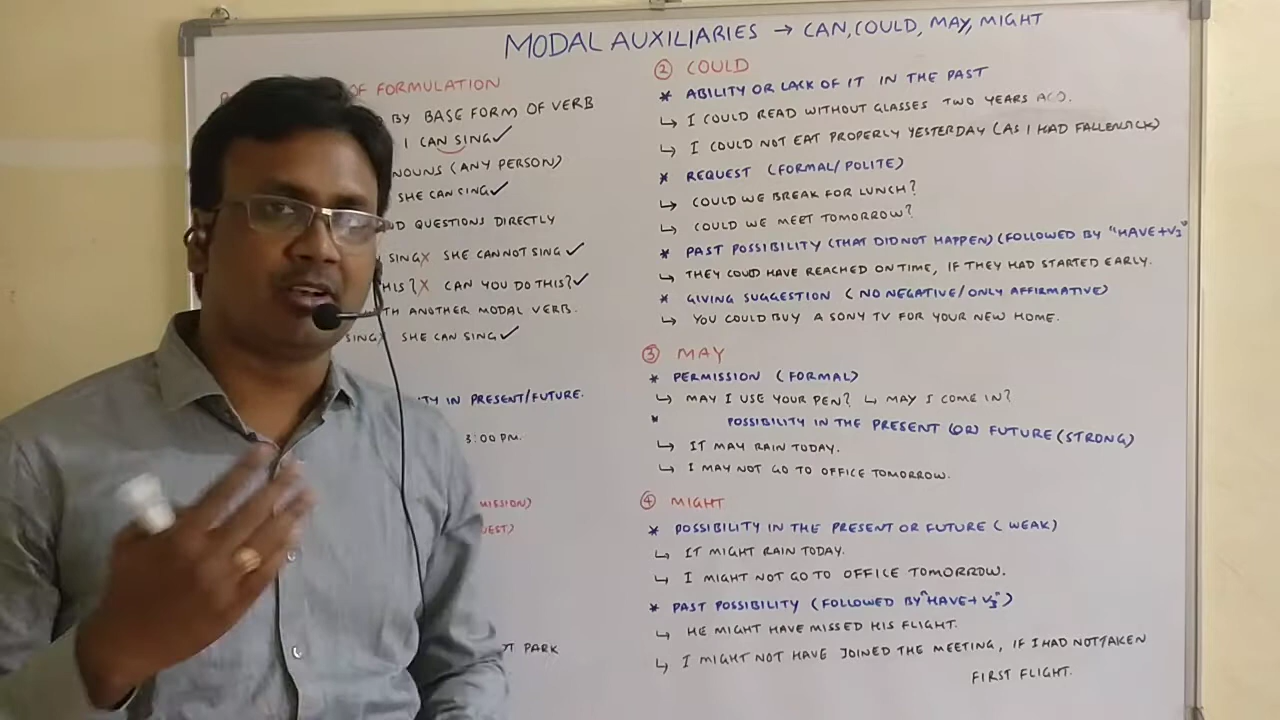 MODAL AUXILIARIES → CAN, COULD, MAY, MIGHT
OF FORMULATION
BY BASE FORM OF VERB
I CAN SING ✓
NOUNS (ANY PERSON)
SHE CAN SING ✓
QUESTIONS DIRECTLY
SING X SHE CANNOT SING ✓
HIS? X CAN YOU DO THIS? ✓
TH ANOTHER MODAL VERB.
SING X SHE CAN SING ✓
TY IN PRESENT/FUTURE.
3:00 PM.
MISSION)
UEST)
OT PARK
② COULD
* ABILITY OR LACK OF IT IN THE PAST
↳ I COULD READ WITHOUT GLASSES TWO YEARS AGO.
↳ I COULD NOT EAT PROPERLY YESTERDAY (AS I HAD FALLEN SICK)
* REQUEST (FORMAL/POLITE)
↳ COULD WE BREAK FOR LUNCH?
↳ COULD WE MEET TOMORROW?
* PAST POSSIBILITY (THAT DID NOT HAPPEN) (FOLLOWED BY "HAVE+V3"
↳ THEY COULD HAVE REACHED ON TIME, IF THEY HAD STARTED EARLY.
* GIVING SUGGESTION (NO NEGATIVE/ONLY AFFIRMATIVE)
↳ YOU COULD BUY A SONY TV FOR YOUR NEW HOME.
③ MAY
* PERMISSION (FORMAL)
↳ MAY I USE YOUR PEN? ↳ MAY I COME IN?
* POSSIBILITY IN THE PRESENT (OR) FUTURE (STRONG)
↳ IT MAY RAIN TODAY.
↳ I MAY NOT GO TO OFFICE TOMORROW.
④ MIGHT
* POSSIBILITY IN THE PRESENT OR FUTURE (WEAK)
↳ IT MIGHT RAIN TODAY.
↳ I MIGHT NOT GO TO OFFICE TOMORROW.
* PAST POSSIBILITY (FOLLOWED BY "HAVE+V3")
↳ HE MIGHT HAVE MISSED HIS FLIGHT.
↳ I MIGHT NOT HAVE JOINED THE MEETING, IF I HAD NOT TAKEN
FIRST FLIGHT.